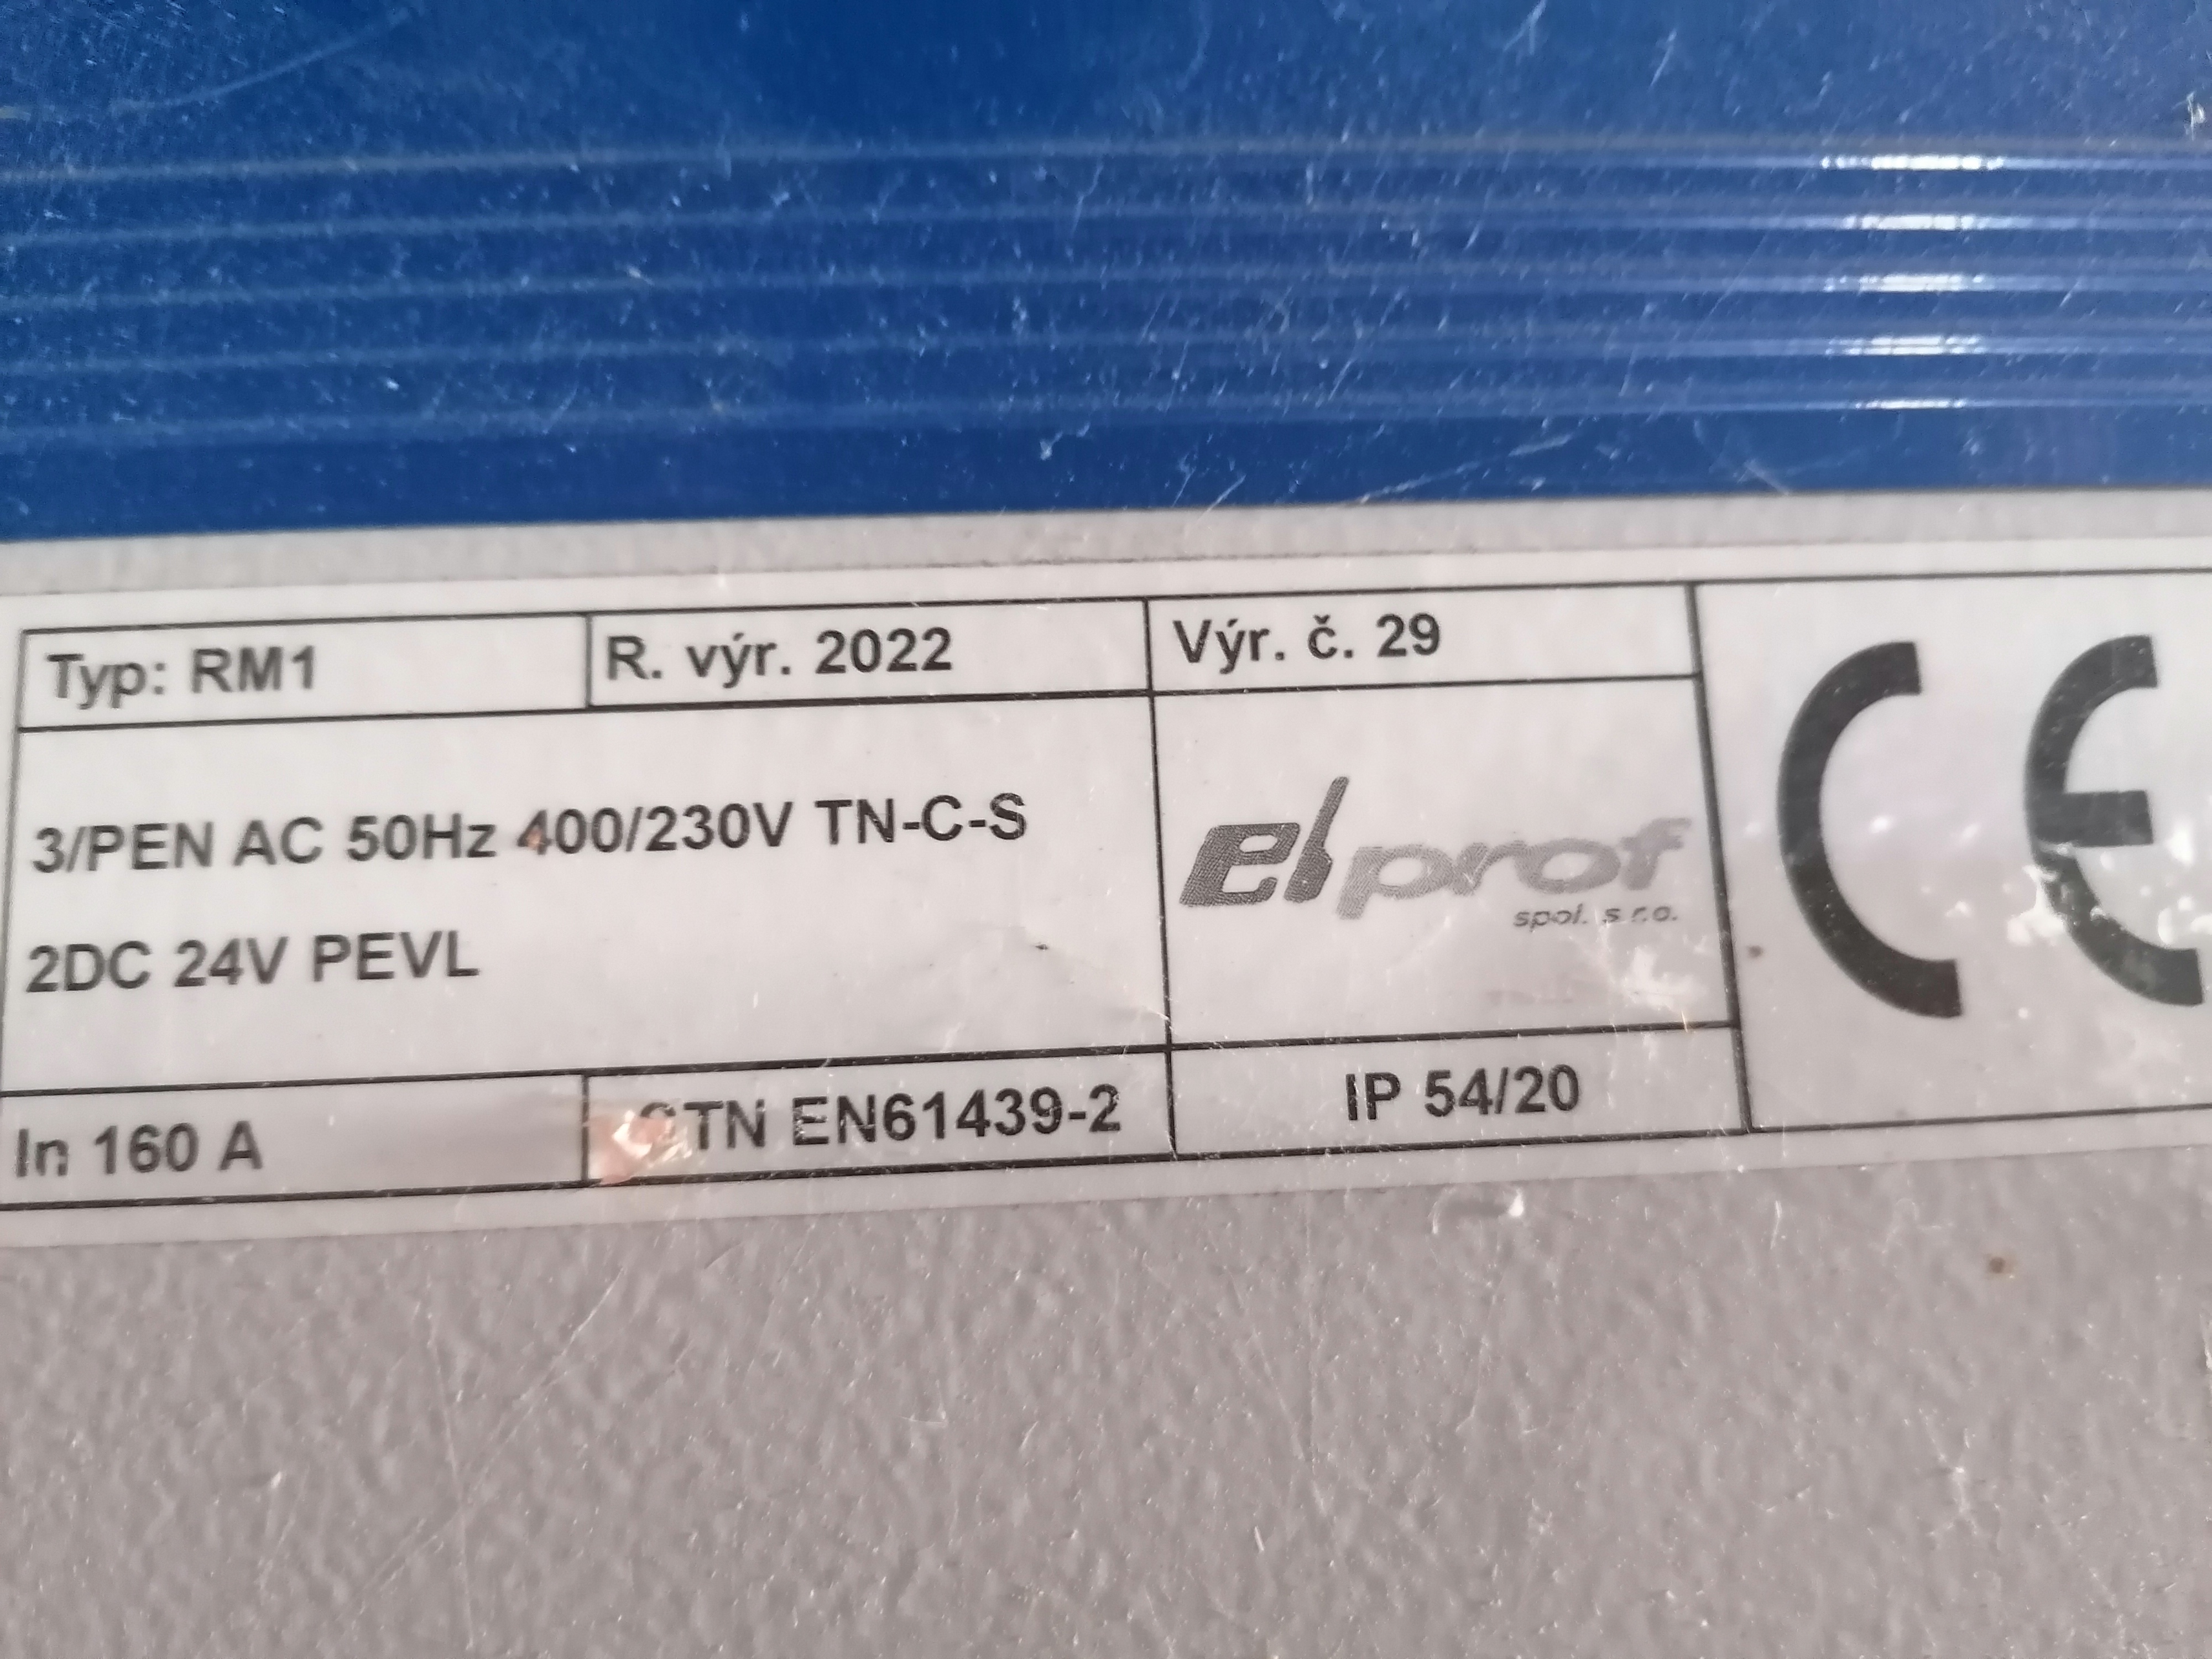 Typ: RM1
R. výr. 2022
Výr. č. 29
3/PEN AC 50Hz 400/230V TN-C-S
2DC 24V PEVL
elprof
spol. s r.o.
CE
In 160 A
STN EN61439-2
IP 54/20